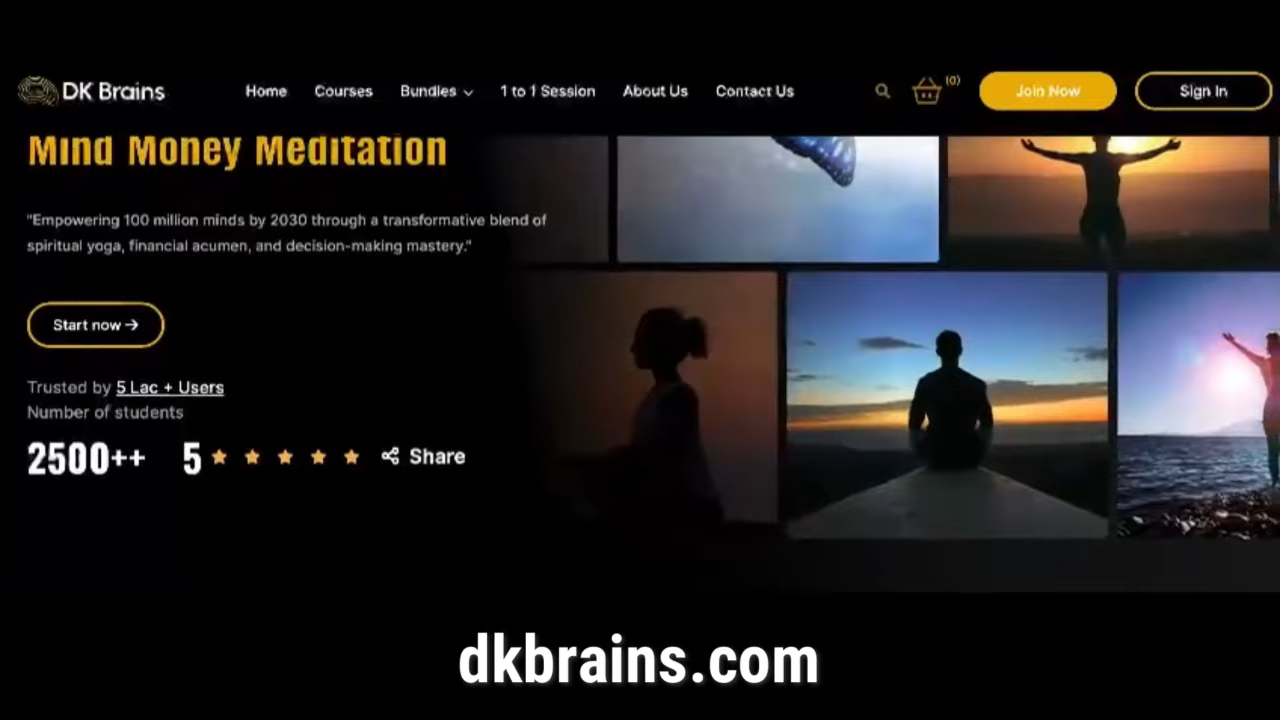 DK Brains
Home Courses Bundles 1 to 1 Session About Us Contact Us (0) Join Now Sign In
Mind Money Meditation
"Empowering 100 million minds by 2030 through a transformative blend of
spiritual yoga, financial acumen, and decision-making mastery."
Start now →
Trusted by 5 Lac + Users
Number of students
2500++ 5 Share
dkbrains.com